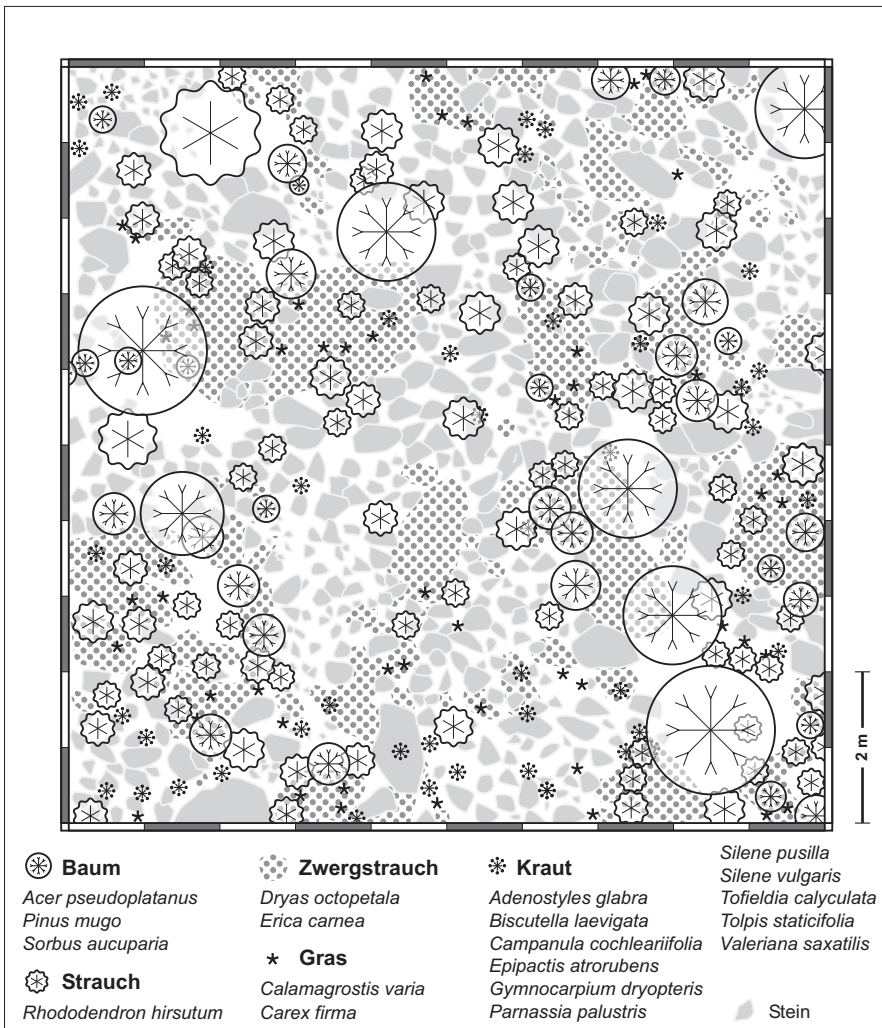 2 m
Baum
Acer pseudoplatanus
Pinus mugo
Sorbus aucuparia
Strauch
Rhododendron hirsutum
Zwergstrauch
Dryas octopetala
Erica carnea
Gras
Calamagrostis varia
Carex firma
Kraut
Adenostyles glabra
Biscutella laevigata
Campanula cochleariifolia
Epipactis atrorubens
Gymnocarpium dryopteris
Parnassia palustris
Silene pusilla
Silene vulgaris
Tofieldia calyculata
Tolpis staticifolia
Valeriana saxatilis
Stein